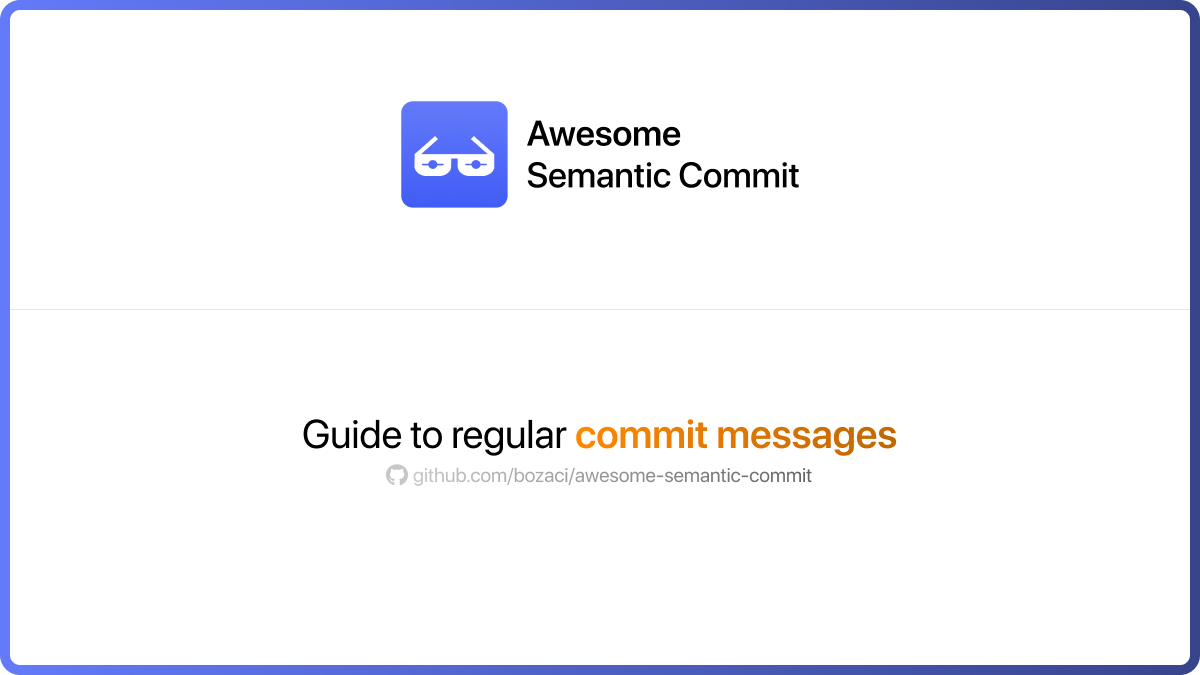 Awesome
Semantic Commit
Guide to regular commit messages
github.com/bozaci/awesome-semantic-commit